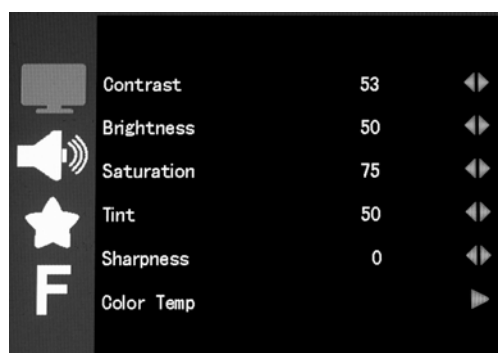 Contrast 53
Brightness 50
Saturation 75
Tint 50
Sharpness 0
F
Color Temp